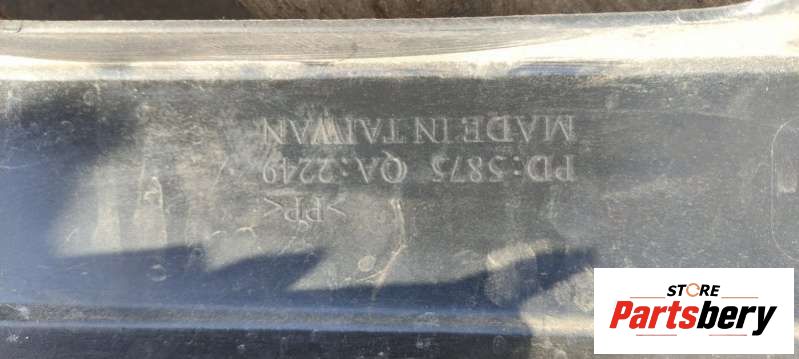 MADE IN TAIWAN
PD:5875 QA:2249
>PP<
STORE
Partsbery